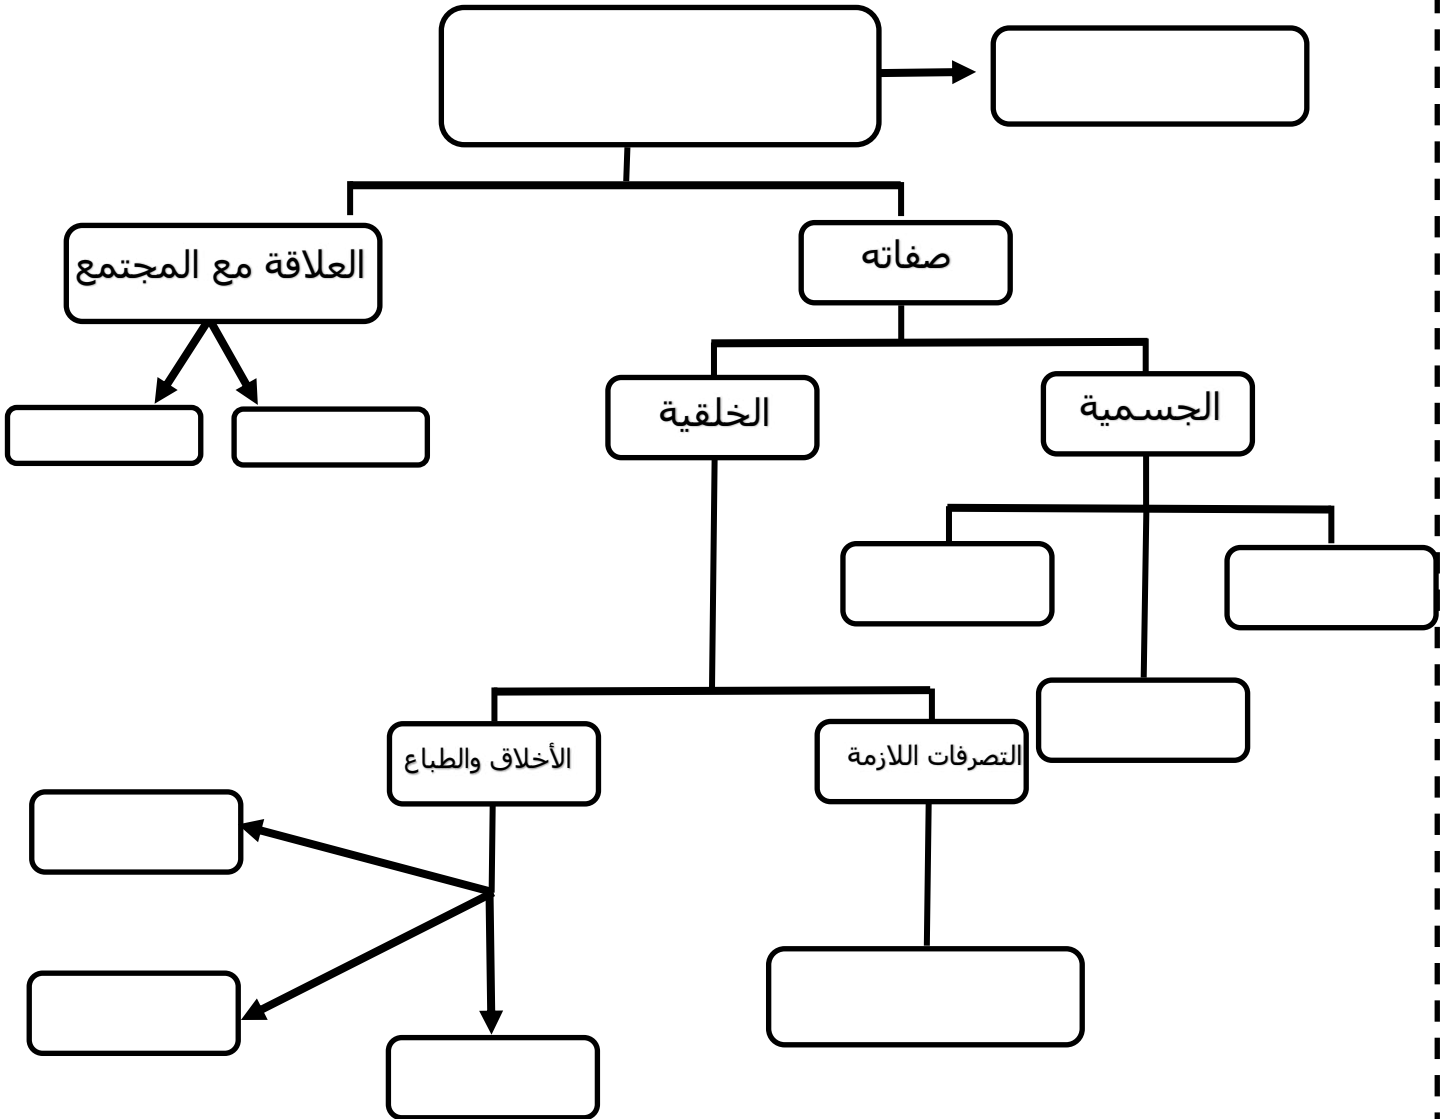 صفاته
العلاقة مع المجتمع
الجسمية
الخلقية
التصرفات اللازمة
الأخلاق والطباع